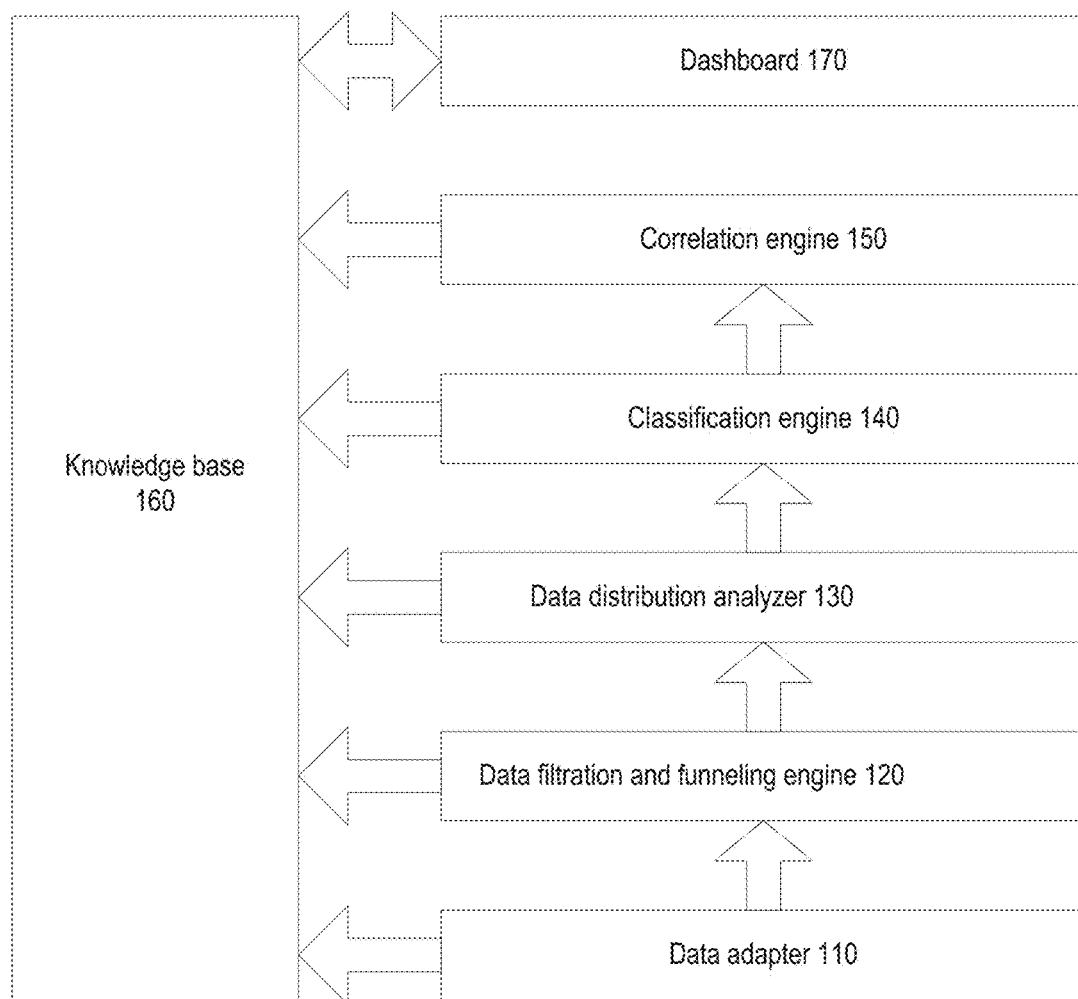 Dashboard 170
Correlation engine 150
Classification engine 140
Knowledge base
160
Data distribution analyzer 130
Data filtration and funneling engine 120
Data adapter 110